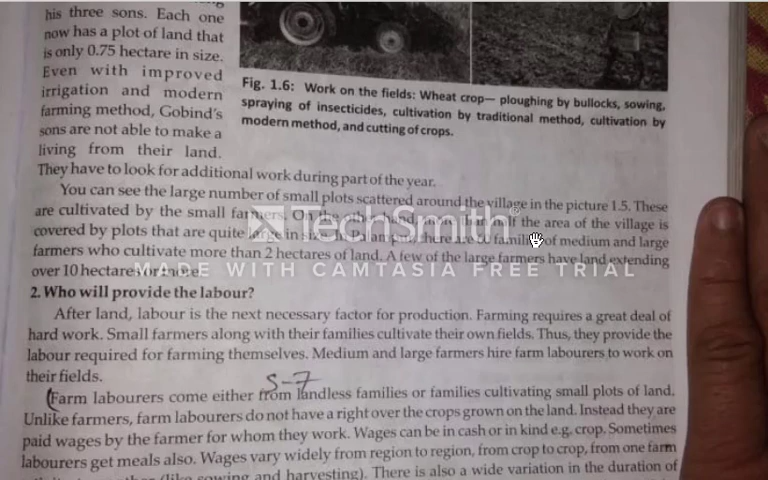 his three sons. Each one
now has a plot of land that
is only 0.75 hectare in size.
Even with improved
irrigation and modern
farming method, Gobind's
sons are not able to make a
living from their land.
They have to look for additional work during part of the year.
Fig. 1.6: Work on the fields: Wheat crop— ploughing by bullocks, sowing,
spraying of insecticides, cultivation by traditional method, cultivation by
modern method, and cutting of crops.
You can see the large number of small plots scattered around the village in the picture 1.5. These
are cultivated by the small farmers. On the other hand, more than half the area of the village is
covered by plots that are quite large in size. In Palampur, there are 60 families of medium and large
farmers who cultivate more than 2 hectares of land. A few of the large farmers have land extending
over 10 hectares or more.
TechSmith
MADE WITH CAMTASIA FREE TRIAL
2. Who will provide the labour?
After land, labour is the next necessary factor for production. Farming requires a great deal of
hard work. Small farmers along with their families cultivate their own fields. Thus, they provide the
labour required for farming themselves. Medium and large farmers hire farm labourers to work on
their fields.
S-7
(Farm labourers come either from landless families or families cultivating small plots of land.
Unlike farmers, farm labourers do not have a right over the crops grown on the land. Instead they are
paid wages by the farmer for whom they work. Wages can be in cash or in kind e.g. crop. Sometimes
labourers get meals also. Wages vary widely from region to region, from crop to crop, from one farm
(like sowing and harvesting). There is also a wide variation in the duration of